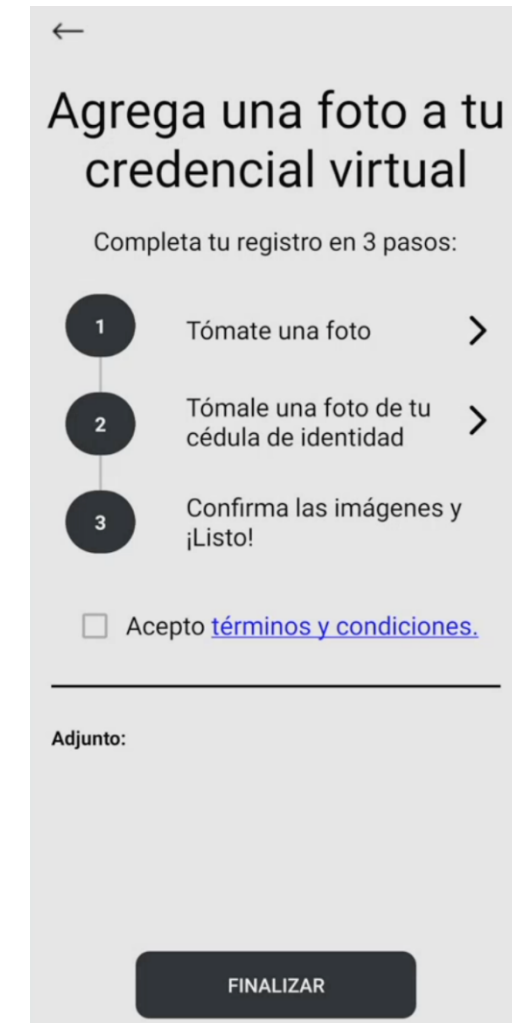 Agrega una foto a tu
credencial virtual
Completa tu registro en 3 pasos:
1
Tómate una foto
2
Tómale una foto de tu
cédula de identidad
3
Confirma las imágenes y
¡Listo!
Acepto términos y condiciones.
Adjunto:
FINALIZAR